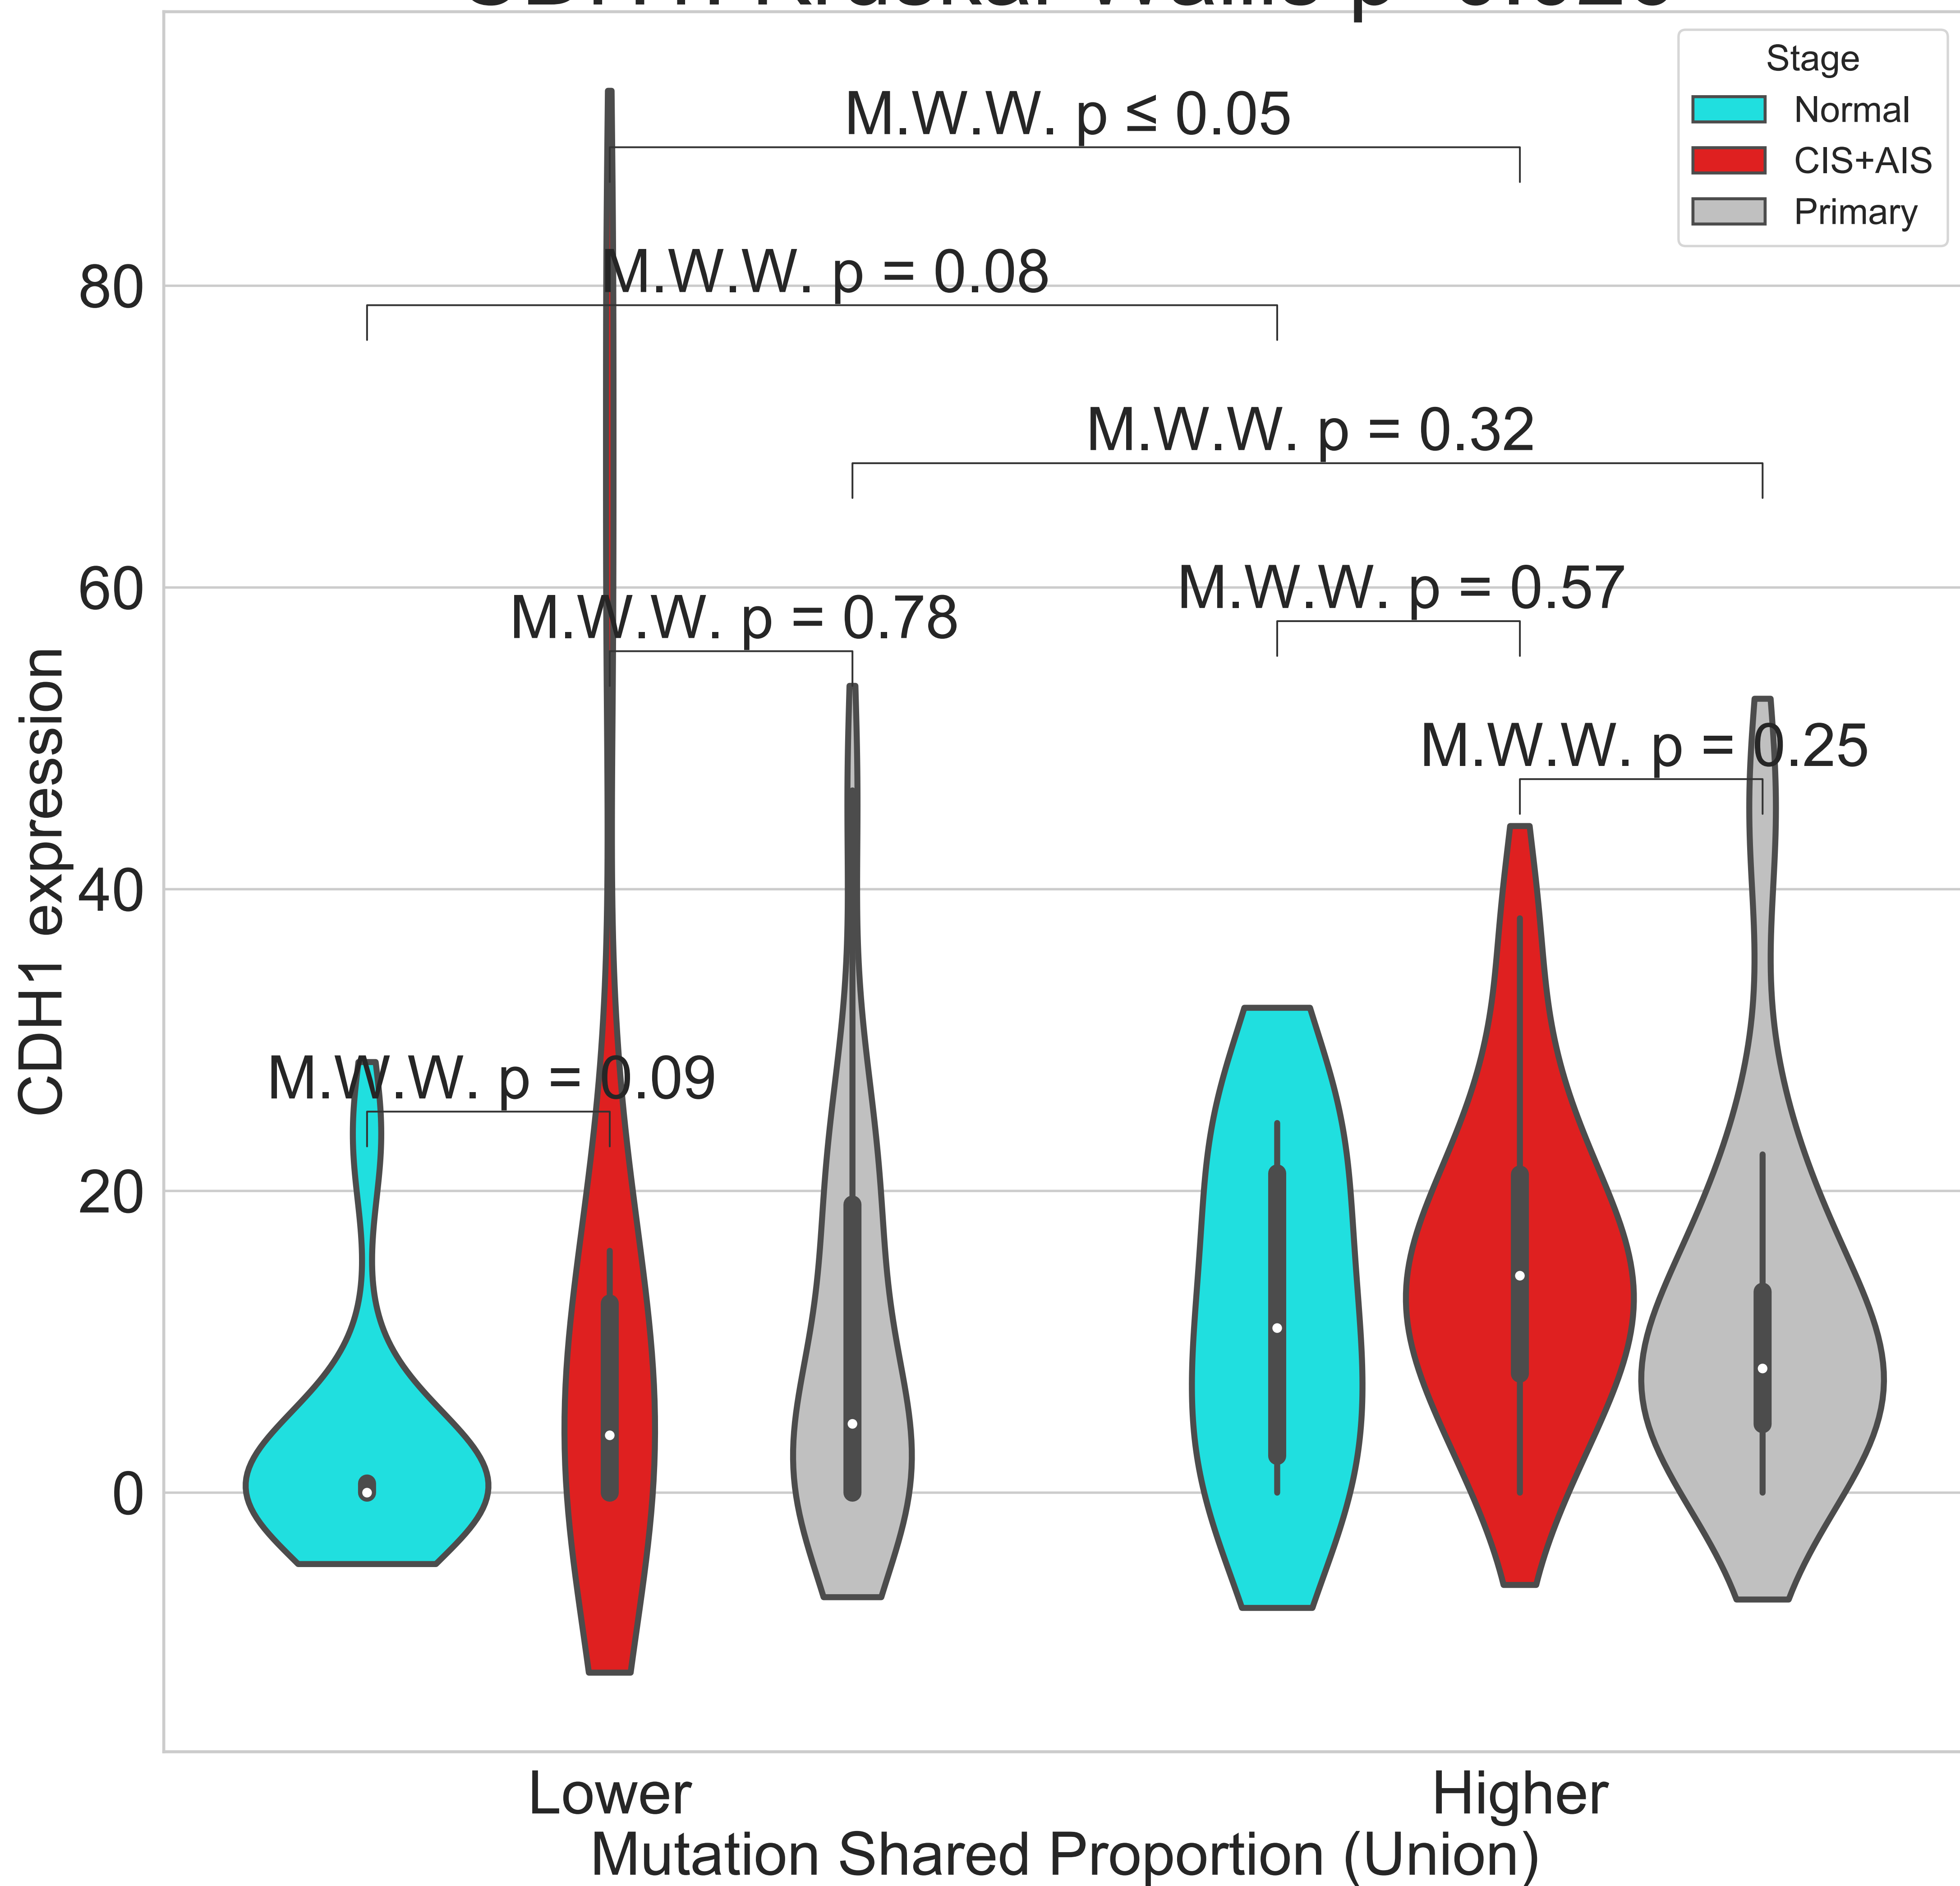 Stage
Normal
CIS+AIS
Primary
M.W.W. p ≤ 0.05
M.W.W. p = 0.08
M.W.W. p = 0.32
M.W.W. p = 0.57
M.W.W. p = 0.78
M.W.W. p = 0.25
M.W.W. p = 0.09
CDH1 expression
80
60
40
20
0
Lower
Higher
Mutation Shared Proportion (Union)